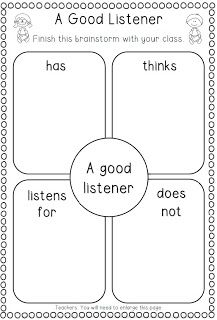 A Good Listener
Finish this brainstorm with your class.
has
thinks
A good
listener
listens
for
does
not
Teachers: You will need to enlarge this page